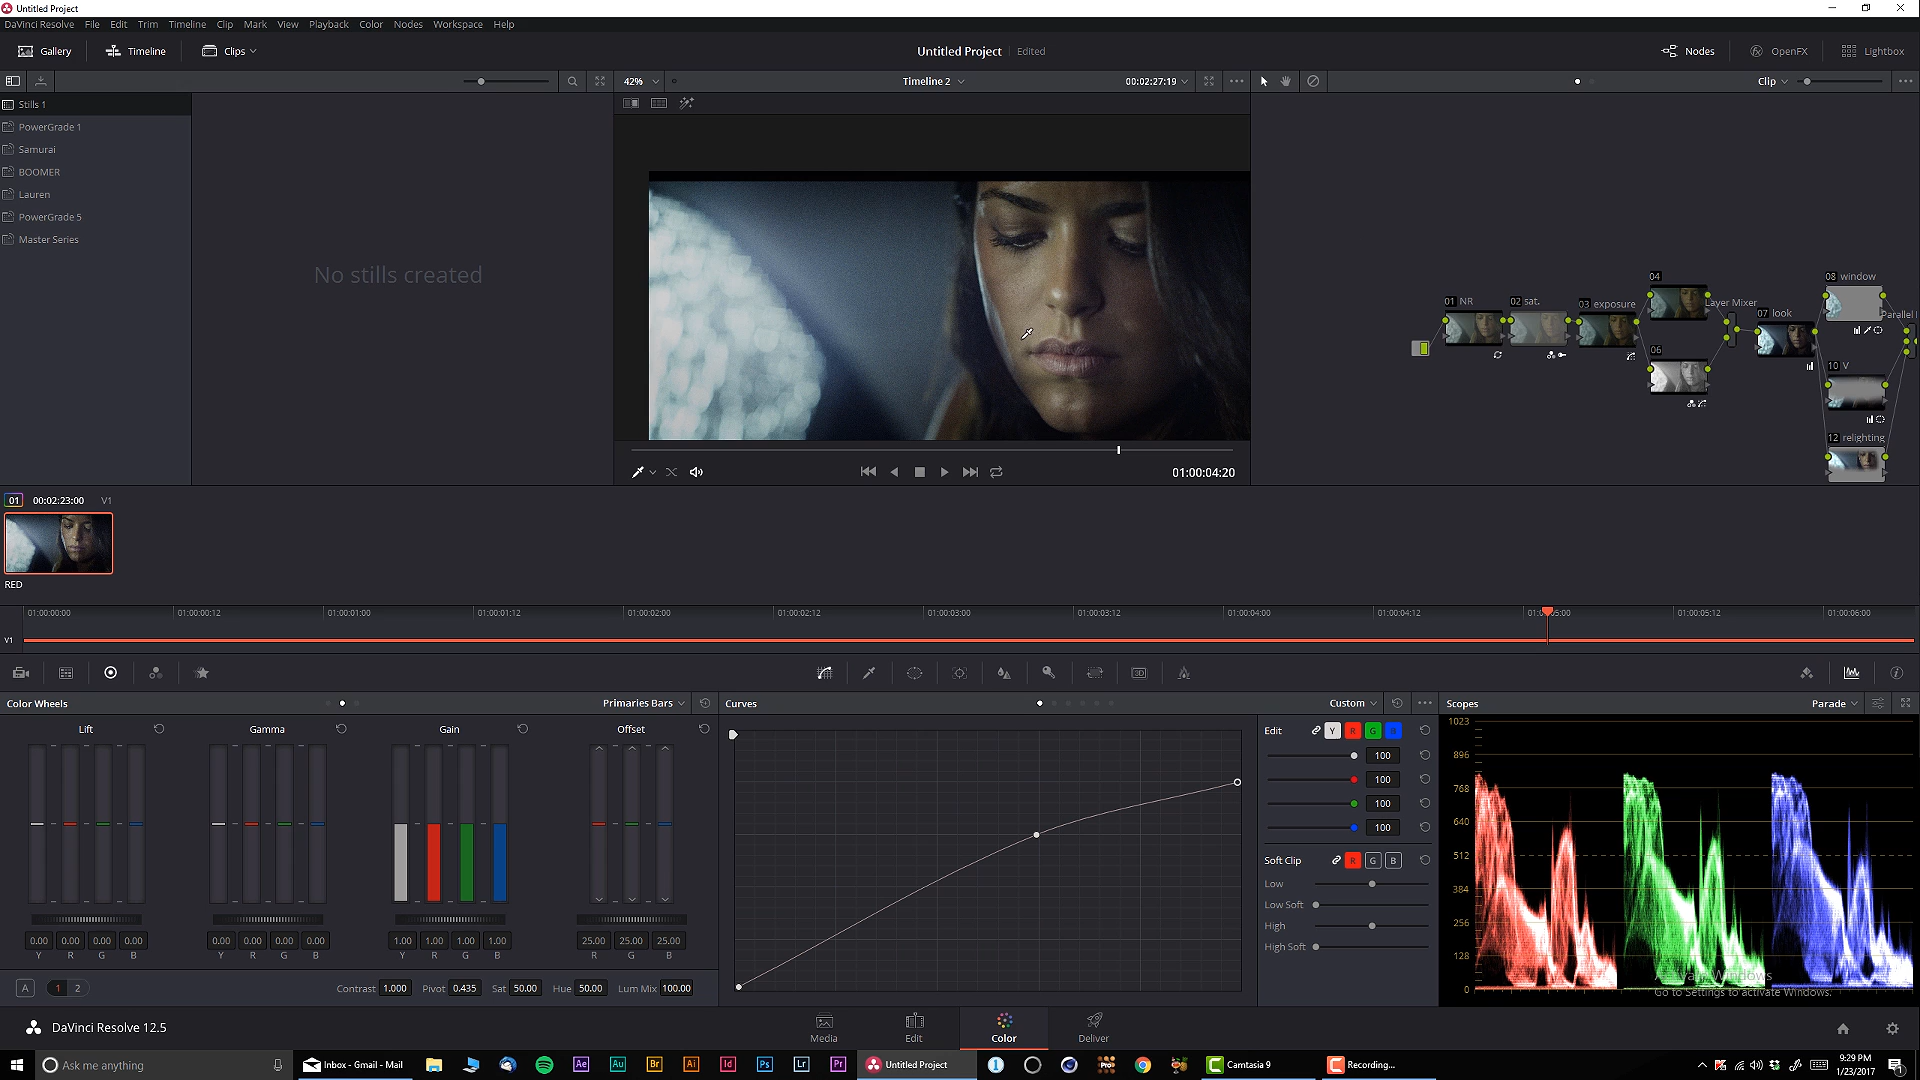 Untitled Project
DaVinci Resolve File Edit Trim Timeline Clip Mark View Playback Color Nodes Workspace Help
Gallery Timeline Clips Untitled Project Edited Nodes OpenFX Lightbox
42% Timeline 2 00:02:27:19 Clip
Stills 1
PowerGrade 1
Samurai
BOOMER
Lauren
PowerGrade 5
Master Series
No stills created
04 08 window
01 NR 02 sat. 03 exposure Layer Mixer 07 look Parallel
06 10 V
12 relighting
01:00:04:20
01 00:02:23:00 V1
RED
01:00:00:00 01:00:00:12 01:00:01:00 01:00:01:12 01:00:02:00 01:00:02:12 01:00:03:00 01:00:03:12 01:00:04:00 01:00:04:12 01:00:05:00 01:00:05:12 01:00:06:00
V1
Color Wheels Primaries Bars Curves Custom Scopes Parade
Lift Gamma Gain Offset
Edit Y R G B
100
100
100
100
Soft Clip R G B
Low
Low Soft
High
High Soft
1023
896
768
640
512
384
256
128
0
0.00 0.00 0.00 0.00 0.00 0.00 0.00 0.00 1.00 1.00 1.00 1.00 25.00 25.00 25.00
Y R G B Y R G B Y R G B R G B
A 1 2 Contrast 1.000 Pivot 0.435 Sat 50.00 Hue 50.00 Lum Mix 100.00
Activate Windows
Go to Settings to activate Windows.
DaVinci Resolve 12.5 Media Edit Color Deliver
Ask me anything Inbox - Gmail - Mail Ae Au Br Ai Id Ps Lr Pr Untitled Project Camtasia 9 Recording... 9:29 PM
1/23/2017